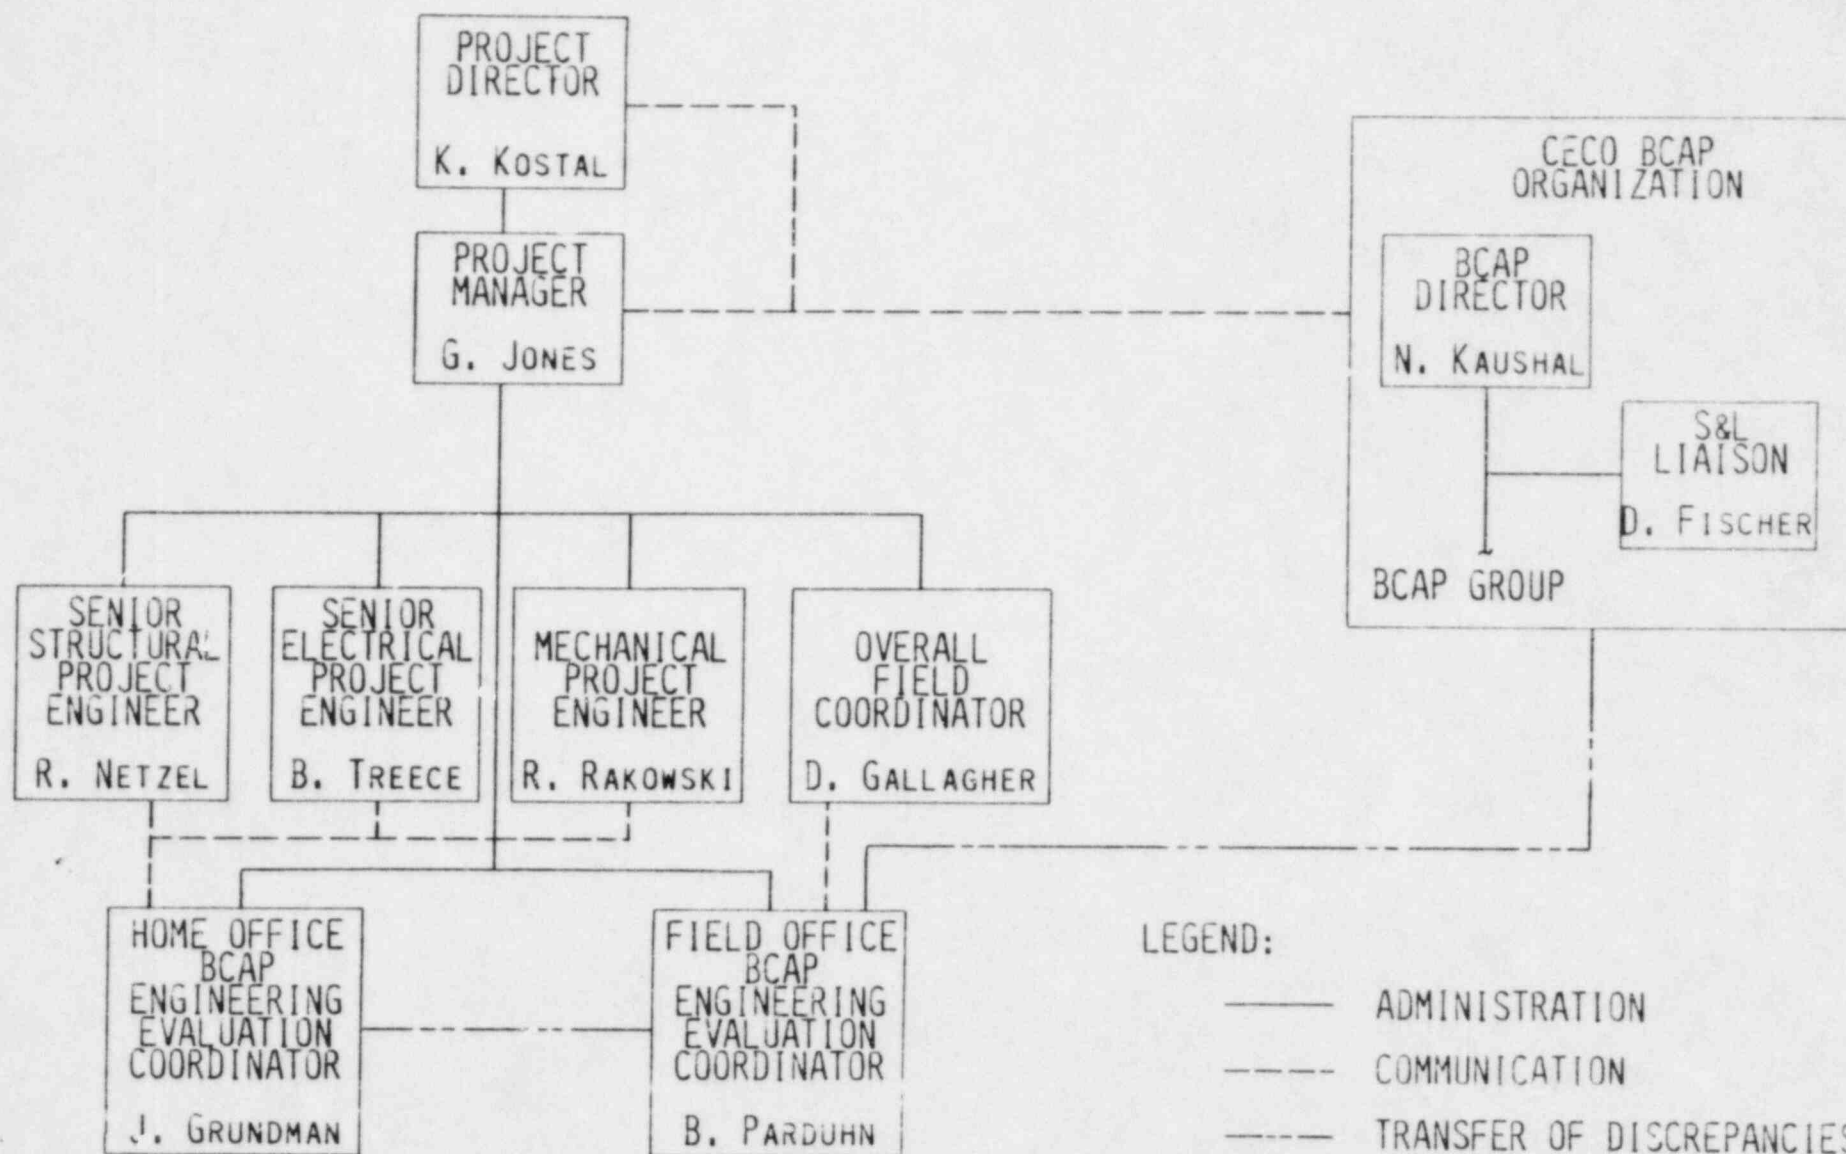 PROJECT
DIRECTOR
K. KOSTAL
PROJECT
MANAGER
G. JONES
CECO BCAP
ORGANIZATION
BCAP
DIRECTOR
N. KAUSHAL
S&L
LIAISON
D. FISCHER
BCAP GROUP
SENIOR
STRUCTURAL
PROJECT
ENGINEER
R. NETZEL
SENIOR
ELECTRICAL
PROJECT
ENGINEER
B. TREECE
MECHANICAL
PROJECT
ENGINEER
R. RAKOWSKI
OVERALL
FIELD
COORDINATOR
D. GALLAGHER
HOME OFFICE
BCAP
ENGINEERING
EVALUATION
COORDINATOR
J. GRUNDMAN
FIELD OFFICE
BCAP
ENGINEERING
EVALUATION
COORDINATOR
B. PARDUHN
LEGEND:
ADMINISTRATION
COMMUNICATION
TRANSFER OF DISCREPANCIES